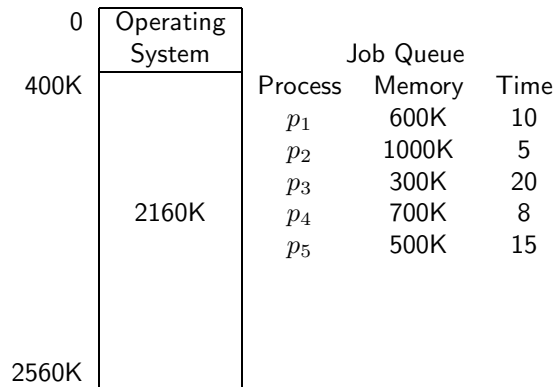 0 Operating
System Job Queue
400K Process Memory Time
p1 600K 10
p2 1000K 5
p3 300K 20
2160K p4 700K 8
p5 500K 15
2560K